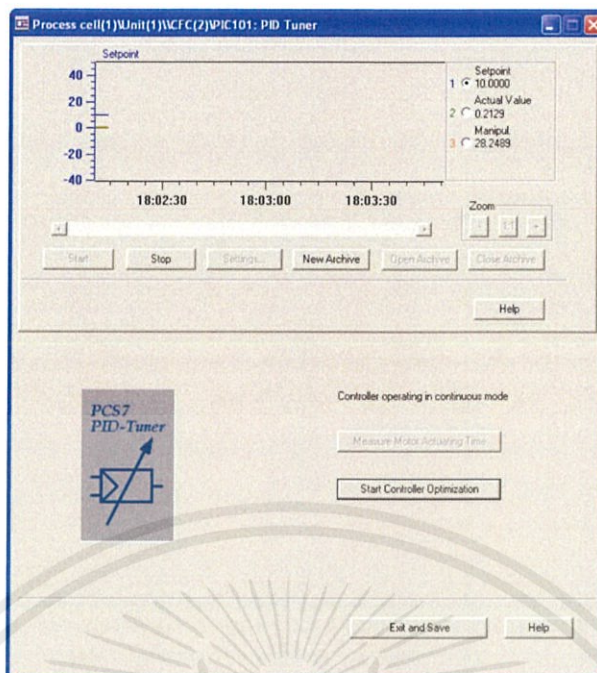 Process cell(1)\Unit(1)\\CFC(2)\PIC101: PID Tuner
Setpoint
40
20
0
-20
-40
18:02:30
18:03:00
18:03:30
Setpoint
1 10.0000
Actual Value
2 0.2129
Manipul.
3 28.2489
Zoom
1:1
Start
Stop
Settings...
New Archive
Open Archive
Close Archive
Help
PCS7
PID-Tuner
Controller operating in continuous mode
Measure Motor Actuating Time
Start Controller Optimization
Exit and Save
Help